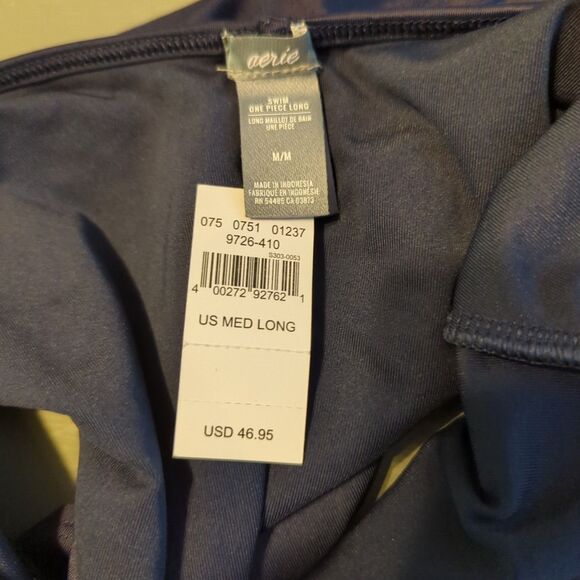 aerie
SWIM
ONE PIECE LONG
LONG MAILLOT DE BAIN
UNE PIECE
M/M
MADE IN INDONESIA
FABRIQUE EN INDONÉSIE
RN 54485 CA 03873
075 0751 01237
9726-410
S303-0053
4 00272 92762 1
US MED LONG
USD 46.95